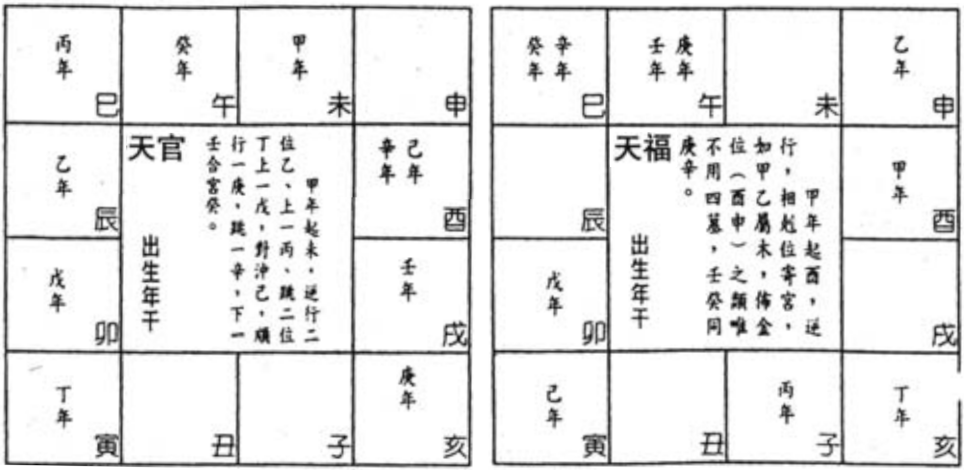 丙年
巳
癸年
午
甲年
未
申
乙年
辰
己年
辛年
酉
戊年
卯
壬年
戌
丁年
寅
丑
子
庚年
亥
天官
出生年干
甲年起未，逆行二
位乙、上一丙、跳二位
丁上一戊，對沖己，順
行一庚，跳一辛，下一
壬合宮癸。
辛年
癸年
巳
庚年
壬年
午
未
乙年
申
辰
甲年
酉
戊年
卯
戌
己年
寅
丑
丙年
子
丁年
亥
天福
出生年干
甲年起酉，逆
行，相尅位寄宮，
如甲乙屬木，佈金
位（酉申）之類唯
不用四墓，壬癸同
庚辛。